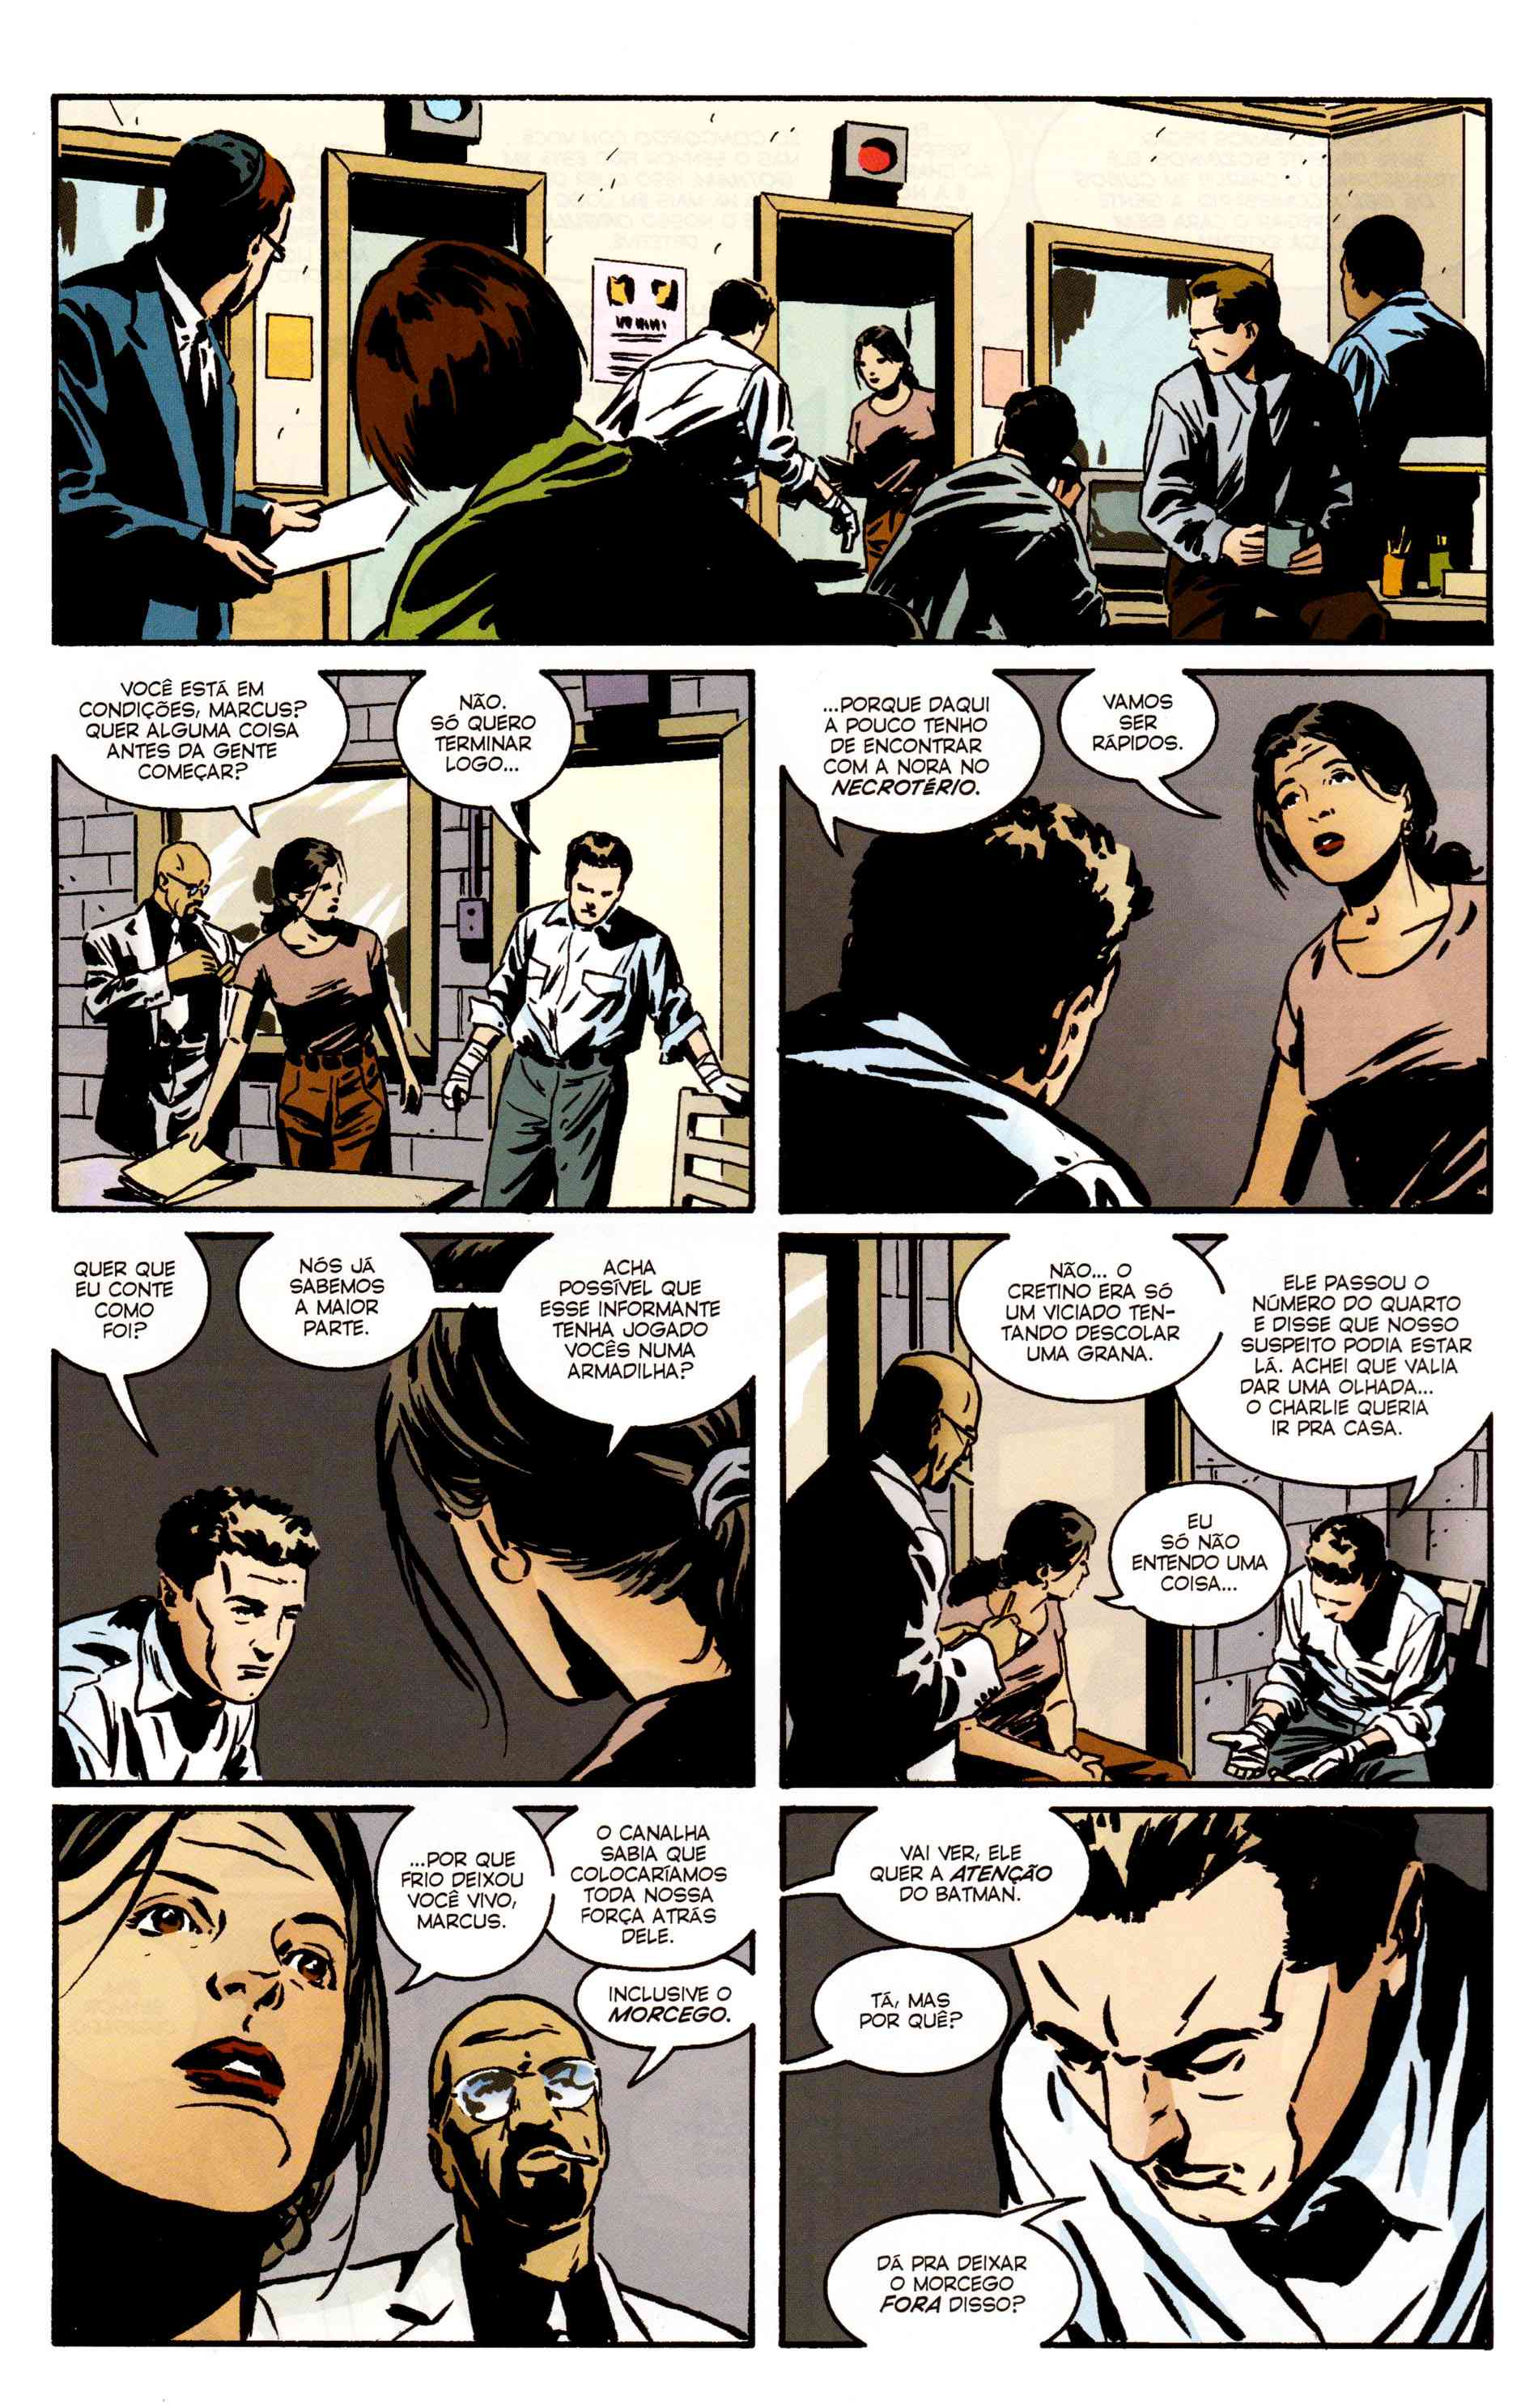 VOCÊ ESTÁ EM
CONDIÇÕES, MARCUS?
QUER ALGUMA COISA
ANTES DA GENTE
COMEÇAR?
NÃO.
SÓ QUERO
TERMINAR
LOGO...
...PORQUE DAQUI
A POUCO TENHO
DE ENCONTRAR
COM A NORA NO
NECROTÉRIO.
VAMOS
SER
RÁPIDOS.
QUER QUE
EU CONTE
COMO
FOI?
NÓS JÁ
SABEMOS
A MAIOR
PARTE.
ACHA
POSSÍVEL QUE
ESSE INFORMANTE
TENHA JOGADO
VOCÊS NUMA
ARMADILHA?
NÃO... O
CRETINO ERA SÓ
UM VICIADO TEN-
TANDO DESCOLAR
UMA GRANA.
ELE PASSOU O
NÚMERO DO QUARTO
E DISSE QUE NOSSO
SUSPEITO PODIA ESTAR
LÁ. ACHEI QUE VALIA
DAR UMA OLHADA...
O CHARLIE QUERIA
IR PRA CASA.
EU
SÓ NÃO
ENTENDO UMA
COISA...
...POR QUE
FRIO DEIXOU
VOCÊ VIVO,
MARCUS.
O CANALHA
SABIA QUE
COLOCARÍAMOS
TODA NOSSA
FORÇA ATRÁS
DELE.
INCLUSIVE O
MORCEGO.
VAI VER, ELE
QUER A ATENÇÃO
DO BATMAN.
TÁ, MAS
POR QUÊ?
DÁ PRA DEIXAR
O MORCEGO
FORA DISSO?